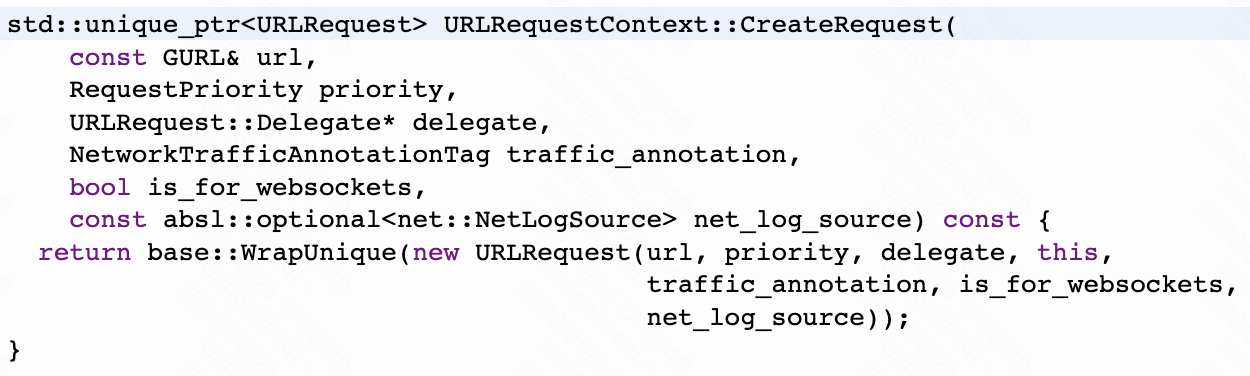 std::unique_ptr<URLRequest> URLRequestContext::CreateRequest(
    const GURL& url,
    RequestPriority priority,
    URLRequest::Delegate* delegate,
    NetworkTrafficAnnotationTag traffic_annotation,
    bool is_for_websockets,
    const absl::optional<net::NetLogSource> net_log_source) const {
  return base::WrapUnique(new URLRequest(url, priority, delegate, this,
                                         traffic_annotation, is_for_websockets,
                                         net_log_source));
}